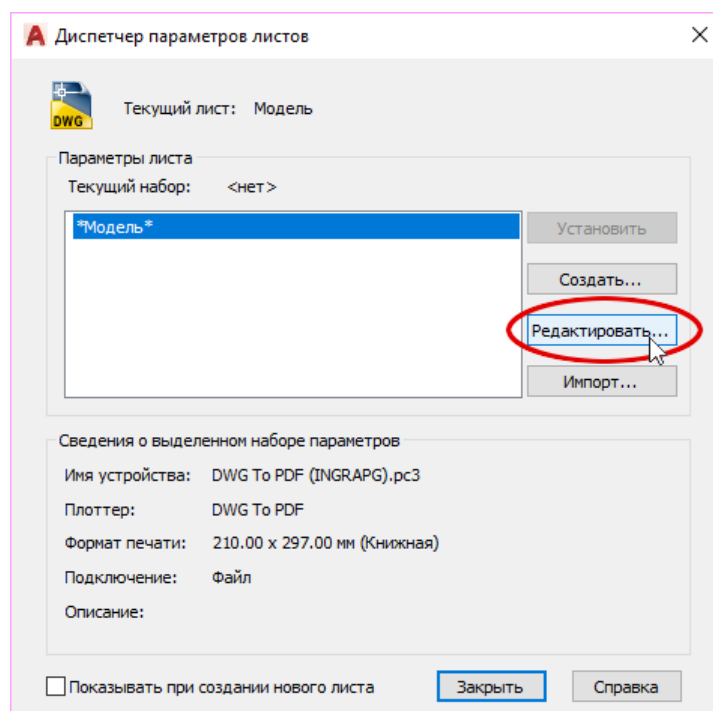 Диспетчер параметров листов
DWG
Текущий лист: Модель
Параметры листа
Текущий набор: <нет>
*Модель*
Установить
Создать...
Редактировать...
Импорт...
Сведения о выделенном наборе параметров
Имя устройства: DWG To PDF (INGRAPG).pc3
Плоттер: DWG To PDF
Формат печати: 210.00 x 297.00 мм (Книжная)
Подключение: Файл
Описание:
Показывать при создании нового листа
Закрыть
Справка